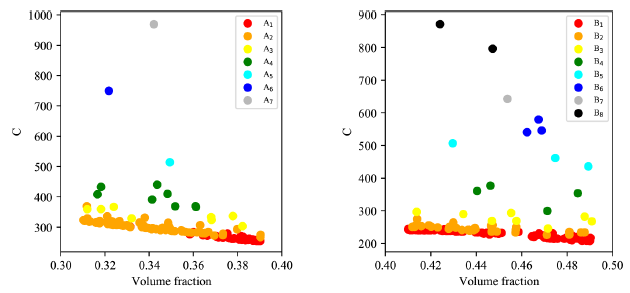 1000
900
800
700
600
500
400
300
C
0.30
0.32
0.34
0.36
0.38
0.40
Volume fraction
A₁
A₂
A₃
A₄
A₅
A₆
A₇
900
800
700
600
500
400
300
200
C
0.40
0.42
0.44
0.46
0.48
0.50
Volume fraction
B₁
B₂
B₃
B₄
B₅
B₆
B₇
B₈